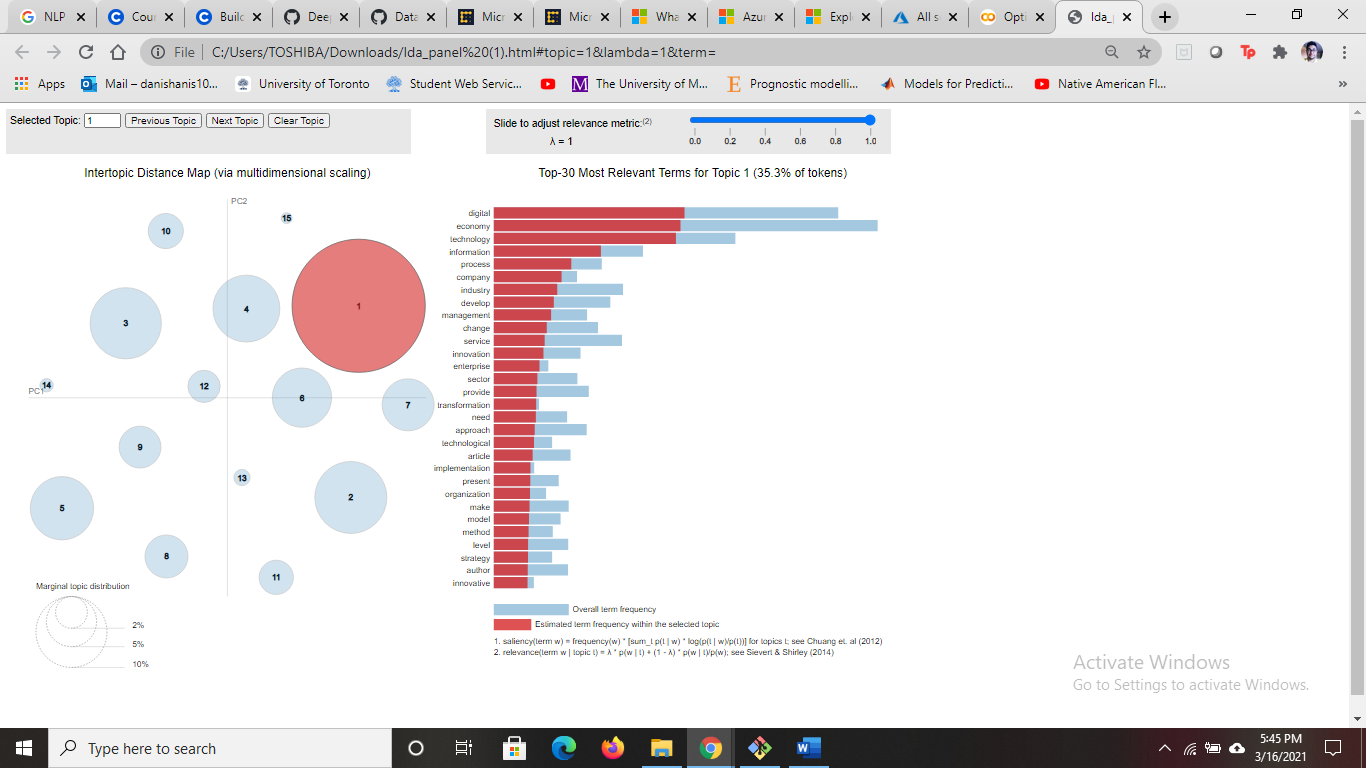 NLP
Cour
Builc
Deep
Data
Micr
Micr
Wha
Azur
Expl
All s
Opti
lda_p
File
C:/Users/TOSHIBA/Downloads/lda_panel%20(1).html#topic=1&lambda=1&term=
Apps
Mail – danishanis10...
University of Toronto
Student Web Servic...
The University of M...
Prognostic modelli...
Models for Predicti...
Native American Fl...
»
Selected Topic: 1 Previous Topic Next Topic Clear Topic
Slide to adjust relevance metric:(2)
λ = 1
0.0 0.2 0.4 0.6 0.8 1.0
Intertopic Distance Map (via multidimensional scaling)
PC2
PC1
15
10
1
4
3
14
12
6
7
9
13
2
5
8
11
Marginal topic distribution
2%
5%
10%
Top-30 Most Relevant Terms for Topic 1 (35.3% of tokens)
digital
economy
technology
information
process
company
industry
develop
management
change
service
innovation
enterprise
sector
provide
transformation
need
approach
technological
article
implementation
present
organization
make
model
method
level
strategy
author
innovative
Overall term frequency
Estimated term frequency within the selected topic
1. saliency(term w) = frequency(w) * [sum_t p(t | w) * log(p(t | w)/p(t))] for topics t; see Chuang et. al (2012)
2. relevance(term w | topic t) = λ * p(w | t) + (1 - λ) * p(w | t)/p(w); see Sievert & Shirley (2014)
Activate Windows
Go to Settings to activate Windows.
Type here to search
5:45 PM
3/16/2021